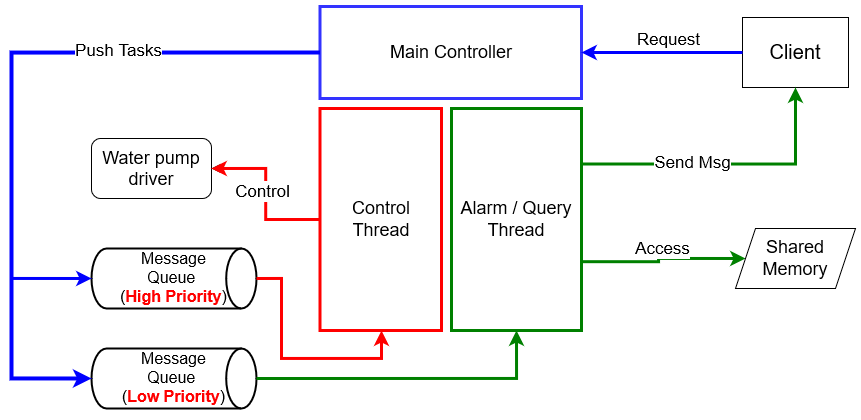 Push Tasks
Main Controller
Request
Client
Water pump
driver
Control
Control
Thread
Alarm / Query
Thread
Send Msg
Access
Shared
Memory
Message
Queue
(High Priority)
Message
Queue
(Low Priority)